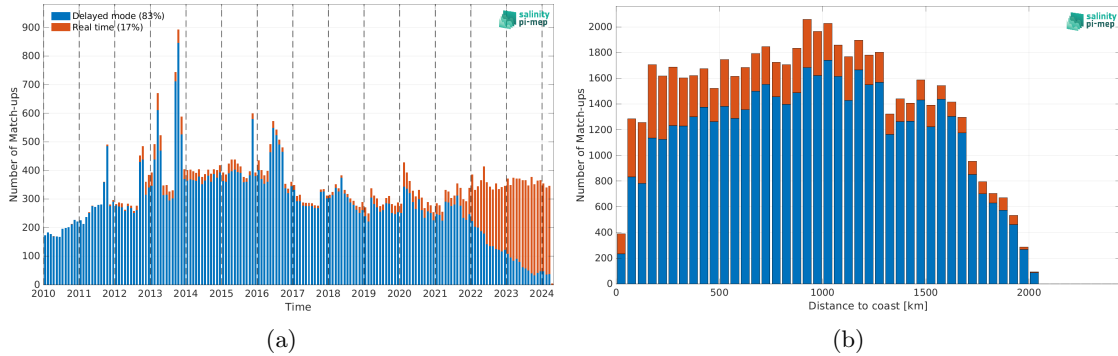 Delayed mode (83%)
Real time (17%)
salinity
pi-mep
Number of Match-ups
900
800
700
600
500
400
300
200
100
0
2010 2011 2012 2013 2014 2015 2016 2017 2018 2019 2020 2021 2022 2023 2024
Time
(a)
salinity
pi-mep
Number of Match-ups
2000
1800
1600
1400
1200
1000
800
600
400
200
0
0 500 1000 1500 2000
Distance to coast [km]
(b)